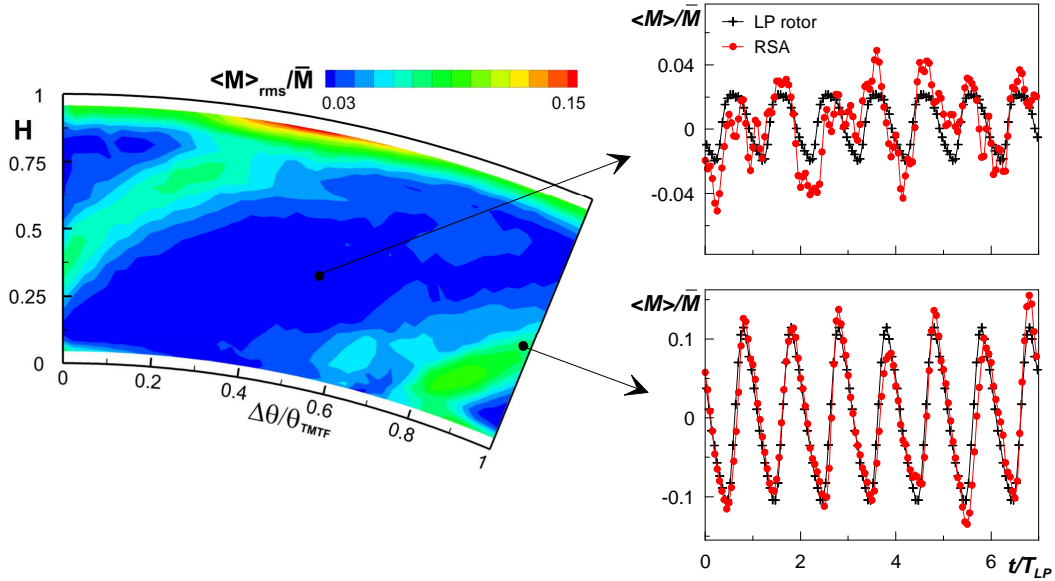 <M>rms/M̅
0.03 0.15
H
1
0.75
0.5
0.25
0
0 0.2 0.4 0.6 0.8 1
Δθ/θTMTF
<M>/M̅
LP rotor
RSA
0.04
0
-0.04
<M>/M̅
0.1
0
-0.1
0 2 4 6 t/TLP